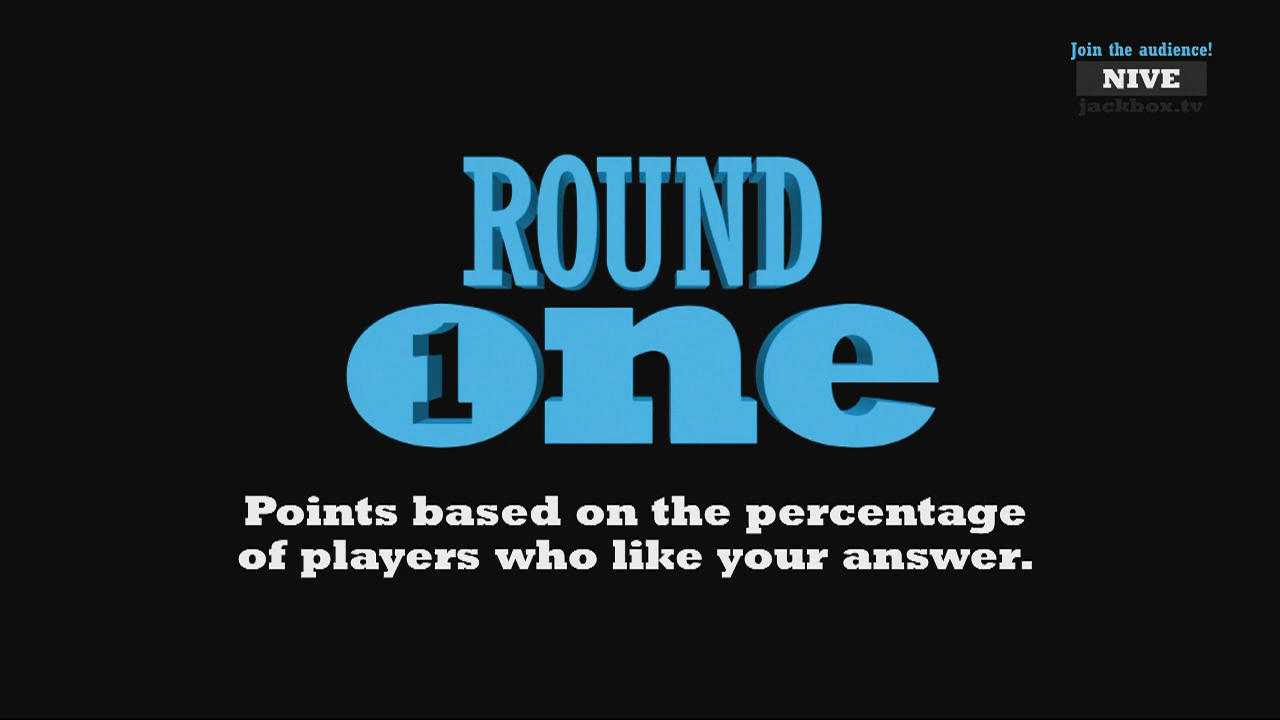 Join the audience!
NIVE
jackbox.tv
ROUND
One
1
Points based on the percentage
of players who like your answer.